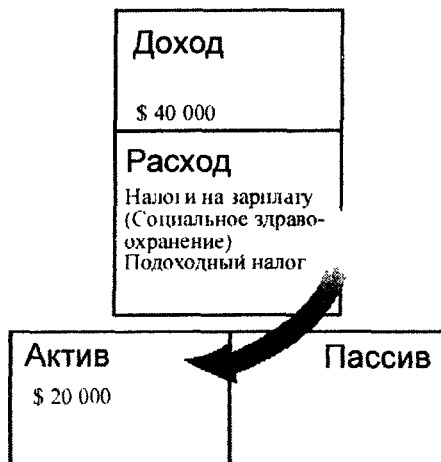 Доход
$ 40 000
Расход
Налоги на зарплату
(Социальное здраво-
охранение)
Подоходный налог
Актив
Пассив
$ 20 000